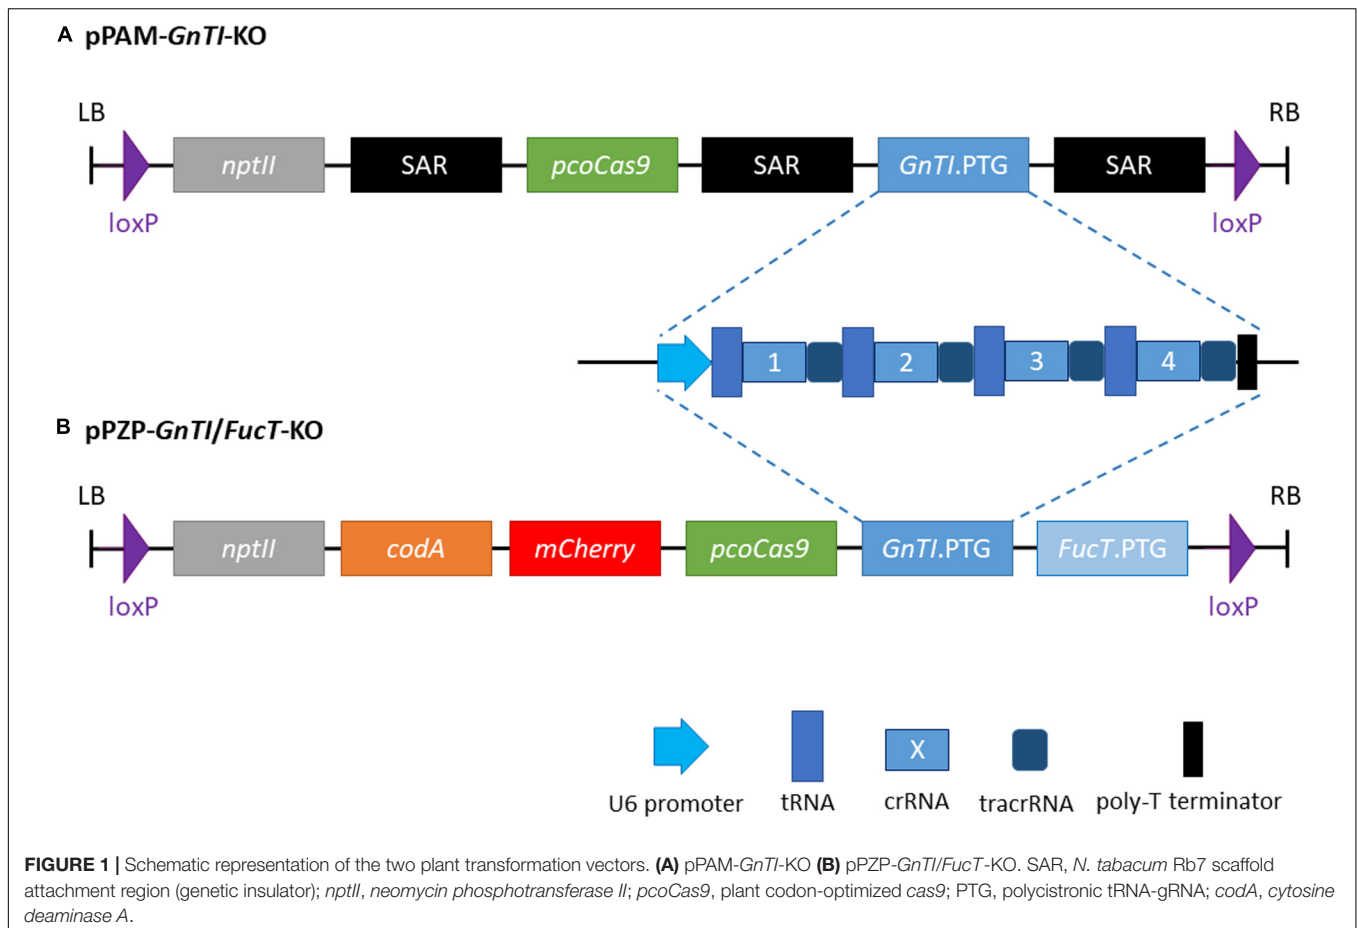 A pPAM-GnTI-KO
LB RB
nptII SAR pcoCas9 SAR GnTI.PTG SAR
loxP loxP
1 2 3 4
B pPZP-GnTI/FucT-KO
LB RB
nptII codA mCherry pcoCas9 GnTI.PTG FucT.PTG
loxP loxP
X
U6 promoter tRNA crRNA tracrRNA poly-T terminator
FIGURE 1 | Schematic representation of the two plant transformation vectors. (A) pPAM-GnTI-KO (B) pPZP-GnTI/FucT-KO. SAR, N. tabacum Rb7 scaffold
attachment region (genetic insulator); nptII, neomycin phosphotransferase II; pcoCas9, plant codon-optimized cas9; PTG, polycistronic tRNA-gRNA; codA, cytosine
deaminase A.